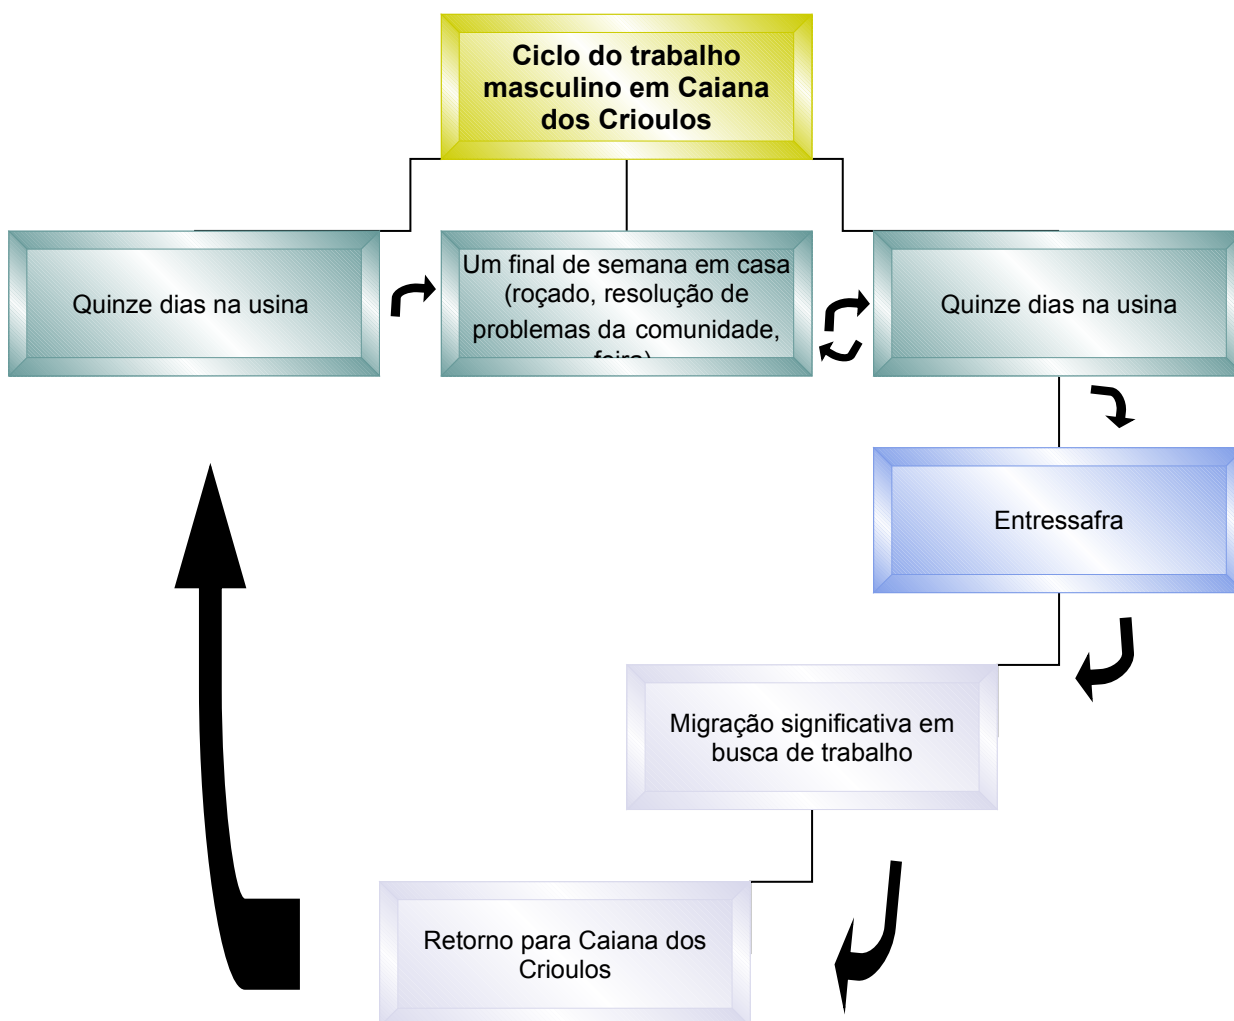 Ciclo do trabalho
masculino em Caiana
dos Crioulos
Quinze dias na usina
Um final de semana em casa
(roçado, resolução de
problemas da comunidade,
feira)
Quinze dias na usina
Entressafra
Migração significativa em
busca de trabalho
Retorno para Caiana dos
Crioulos